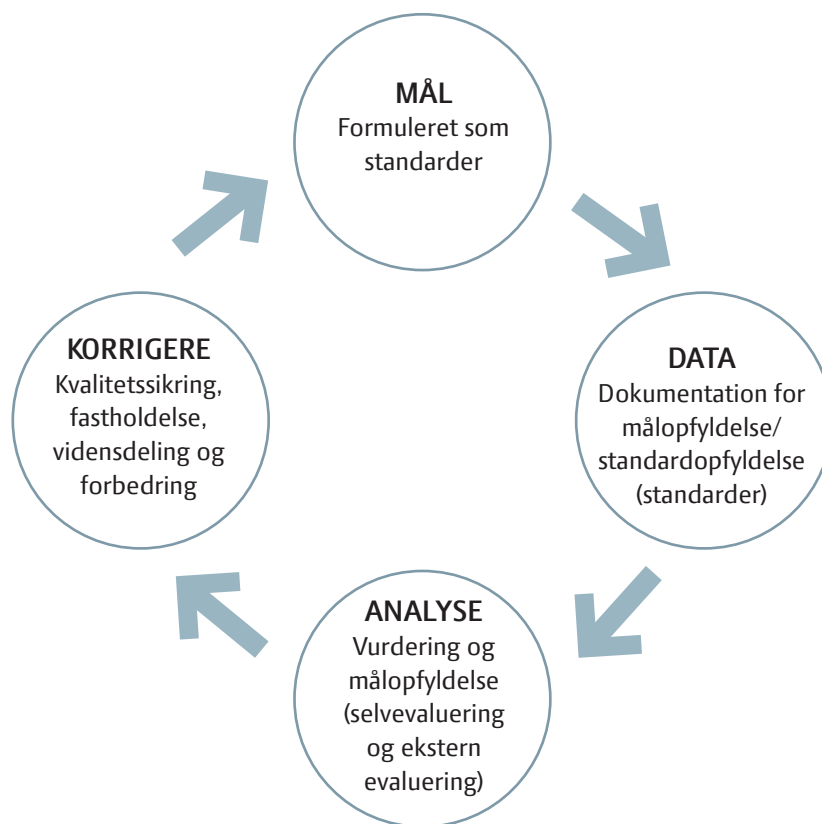 MÅL
Formuleret som
standarder
DATA
Dokumentation for
målopfyldelse/
standardopfyldelse
(standarder)
ANALYSE
Vurdering og
målopfyldelse
(selvevaluering
og ekstern
evaluering)
KORRIGERE
Kvalitetssikring,
fastholdelse,
vidensdeling og
forbedring